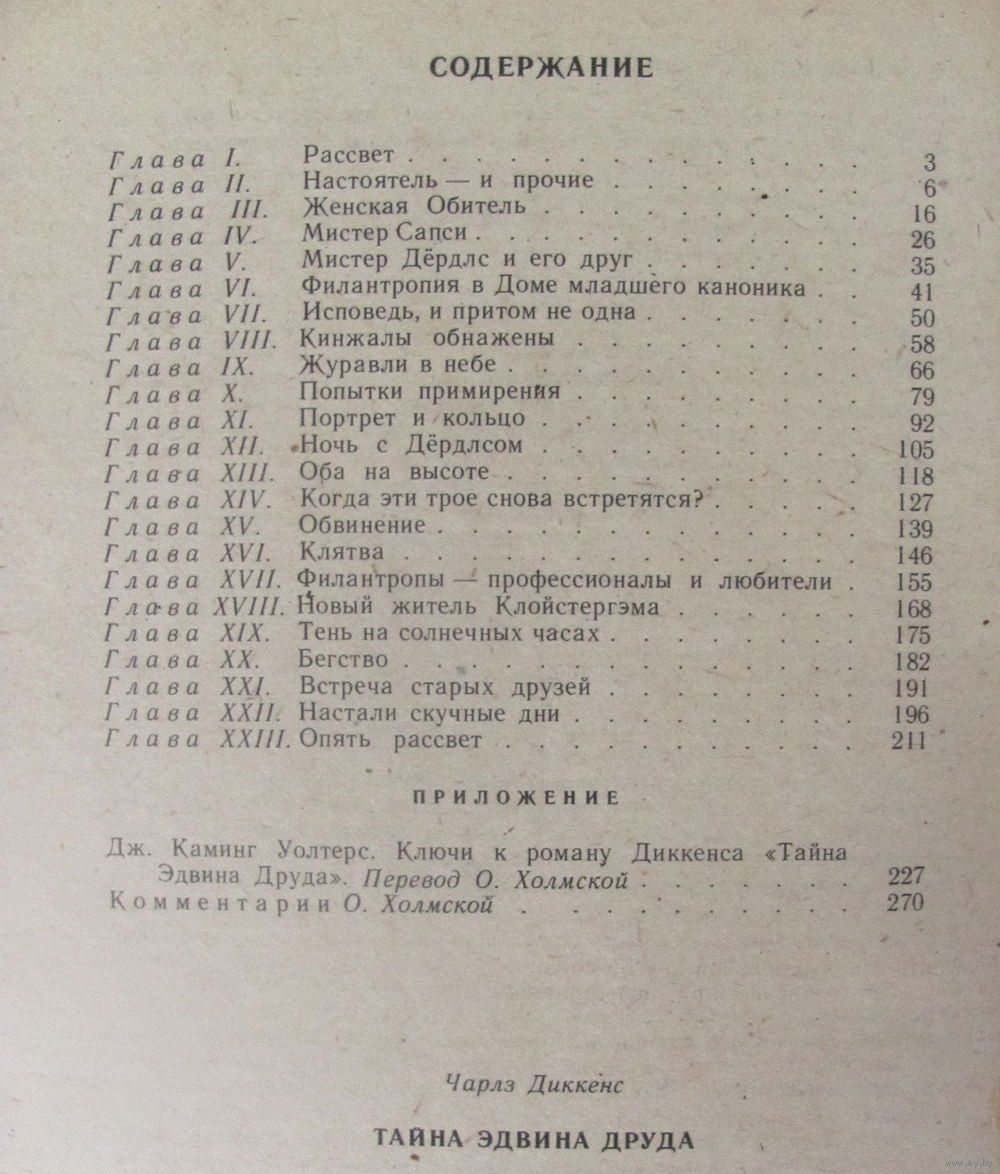 СОДЕРЖАНИЕ
Глава I. Рассвет . . . . . . . . . . . . . . 3
Глава II. Настоятель — и прочие . . . . . . . . 6
Глава III. Женская Обитель . . . . . . . . . . 16
Глава IV. Мистер Сапси . . . . . . . . . . . . 26
Глава V. Мистер Дёрдлс и его друг . . . . . . . 35
Глава VI. Филантропия в Доме младшего каноника . . 41
Глава VII. Исповедь, и притом не одна . . . . . . . 50
Глава VIII. Кинжалы обнажены . . . . . . . . . 58
Глава IX. Журавли в небе . . . . . . . . . . . 66
Глава X. Попытки примирения . . . . . . . . . 79
Глава XI. Портрет и кольцо . . . . . . . . . . 92
Глава XII. Ночь с Дёрдлсом . . . . . . . . . . 105
Глава XIII. Оба на высоте . . . . . . . . . . . 118
Глава XIV. Когда эти трое снова встретятся? . . . . . 127
Глава XV. Обвинение . . . . . . . . . . . . . 139
Глава XVI. Клятва . . . . . . . . . . . . . . 146
Глава XVII. Филантропы — профессионалы и любители . 155
Глава XVIII. Новый житель Клойстергэма . . . . . . 168
Глава XIX. Тень на солнечных часах . . . . . . . . 175
Глава XX. Бегство . . . . . . . . . . . . . . 182
Глава XXI. Встреча старых друзей . . . . . . . . 191
Глава XXII. Настали скучные дни . . . . . . . . . 196
Глава XXIII. Опять рассвет . . . . . . . . . . . 211
ПРИЛОЖЕНИЕ
Дж. Каминг Уолтерс. Ключи к роману Диккенса «Тайна
Эдвина Друда». Перевод О. Холмской . . . . . . . 227
Комментарии О. Холмской . . . . . . . . . . 270
Чарлз Диккенс
ТАЙНА ЭДВИНА ДРУДА
www.ay.by